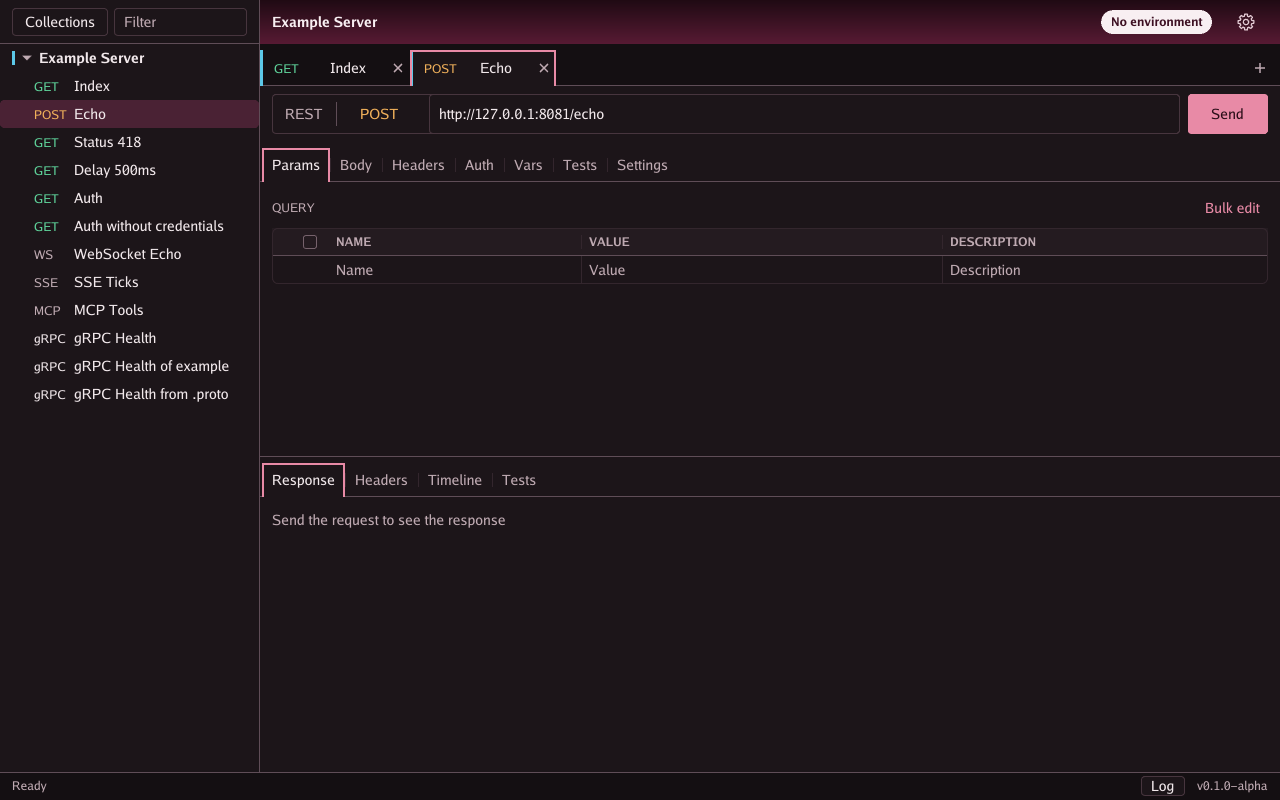 Collections Filter
Example Server
GET Index
POST Echo
GET Status 418
GET Delay 500ms
GET Auth
GET Auth without credentials
WS WebSocket Echo
SSE SSE Ticks
MCP MCP Tools
gRPC gRPC Health
gRPC gRPC Health of example
gRPC gRPC Health from .proto
Example Server No environment
GET Index POST Echo
REST POST http://127.0.0.1:8081/echo Send
Params Body Headers Auth Vars Tests Settings
QUERY Bulk edit
NAME VALUE DESCRIPTION
Name Value Description
Response Headers Timeline Tests
Send the request to see the response
Ready Log v0.1.0-alpha